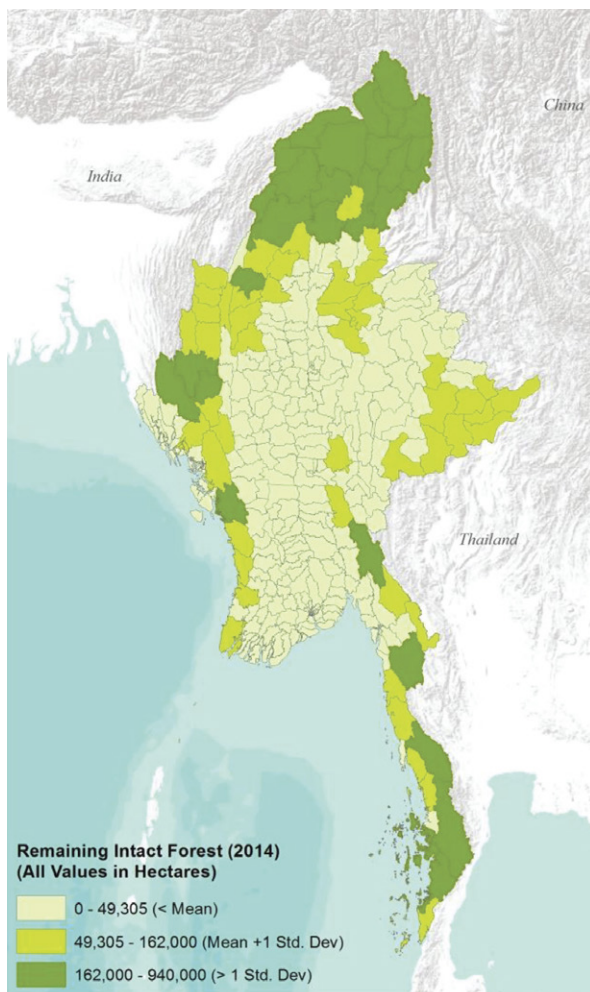 China
India
Thailand
Remaining Intact Forest (2014)
(All Values in Hectares)
0 - 49,305 (< Mean)
49,305 - 162,000 (Mean +1 Std. Dev)
162,000 - 940,000 (> 1 Std. Dev)